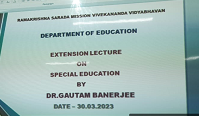 RAMAKRISHNA SARADA MISSION VIVEKANANDA VIDYABHAVAN
DEPARTMENT OF EDUCATION
EXTENSION LECTURE
ON
SPECIAL EDUCATION
BY
DR.GAUTAM BANERJEE
DATE – 30.03.2023